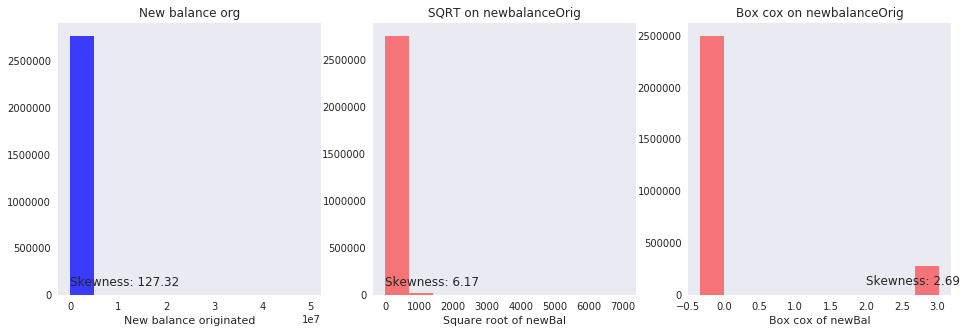 New balance org
2500000
2000000
1500000
1000000
500000
0
Skewness: 127.32
0 1 2 3 4 5
1e7
New balance originated
SQRT on newbalanceOrig
2500000
2000000
1500000
1000000
500000
0
Skewness: 6.17
0 1000 2000 3000 4000 5000 6000 7000
Square root of newBal
Box cox on newbalanceOrig
2500000
2000000
1500000
1000000
500000
0
Skewness: 2.69
−0.5 0.0 0.5 1.0 1.5 2.0 2.5 3.0
Box cox of newBal